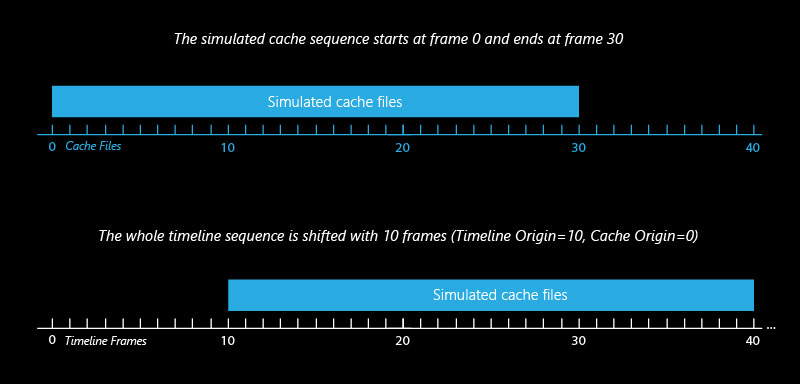 The simulated cache sequence starts at frame 0 and ends at frame 30
Simulated cache files
0 Cache Files 10 20 30 40
The whole timeline sequence is shifted with 10 frames (Timeline Origin=10, Cache Origin=0)
Simulated cache files
0 Timeline Frames 10 20 30 40 ...